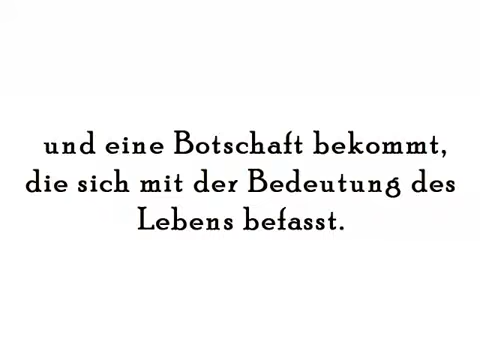 und eine Botschaft bekommt,
die sich mit der Bedeutung des
Lebens befasst.